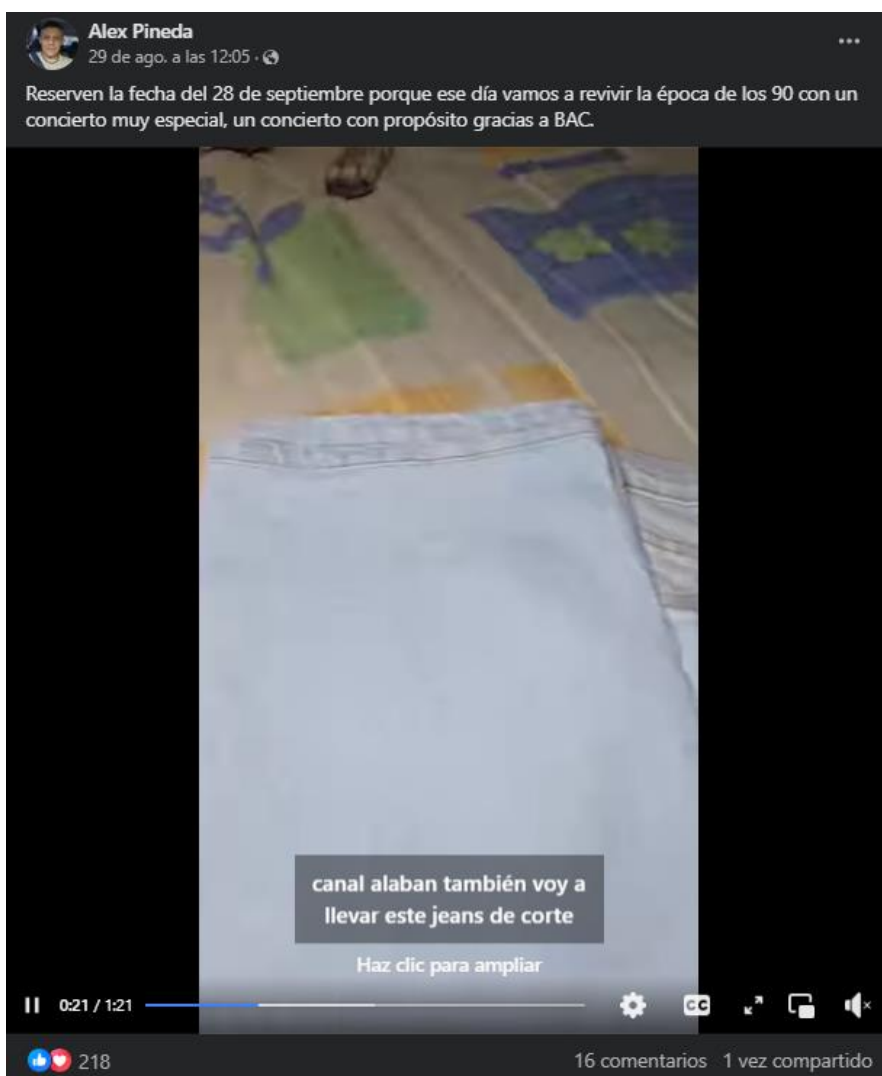 Alex Pineda
29 de ago. a las 12:05 ·
Reserven la fecha del 28 de septiembre porque ese día vamos a revivir la época de los 90 con un
concierto muy especial, un concierto con propósito gracias a BAC.
canal alaban también voy a
llevar este jeans de corte
Haz clic para ampliar
0:21 / 1:21
CC
218
16 comentarios 1 vez compartido